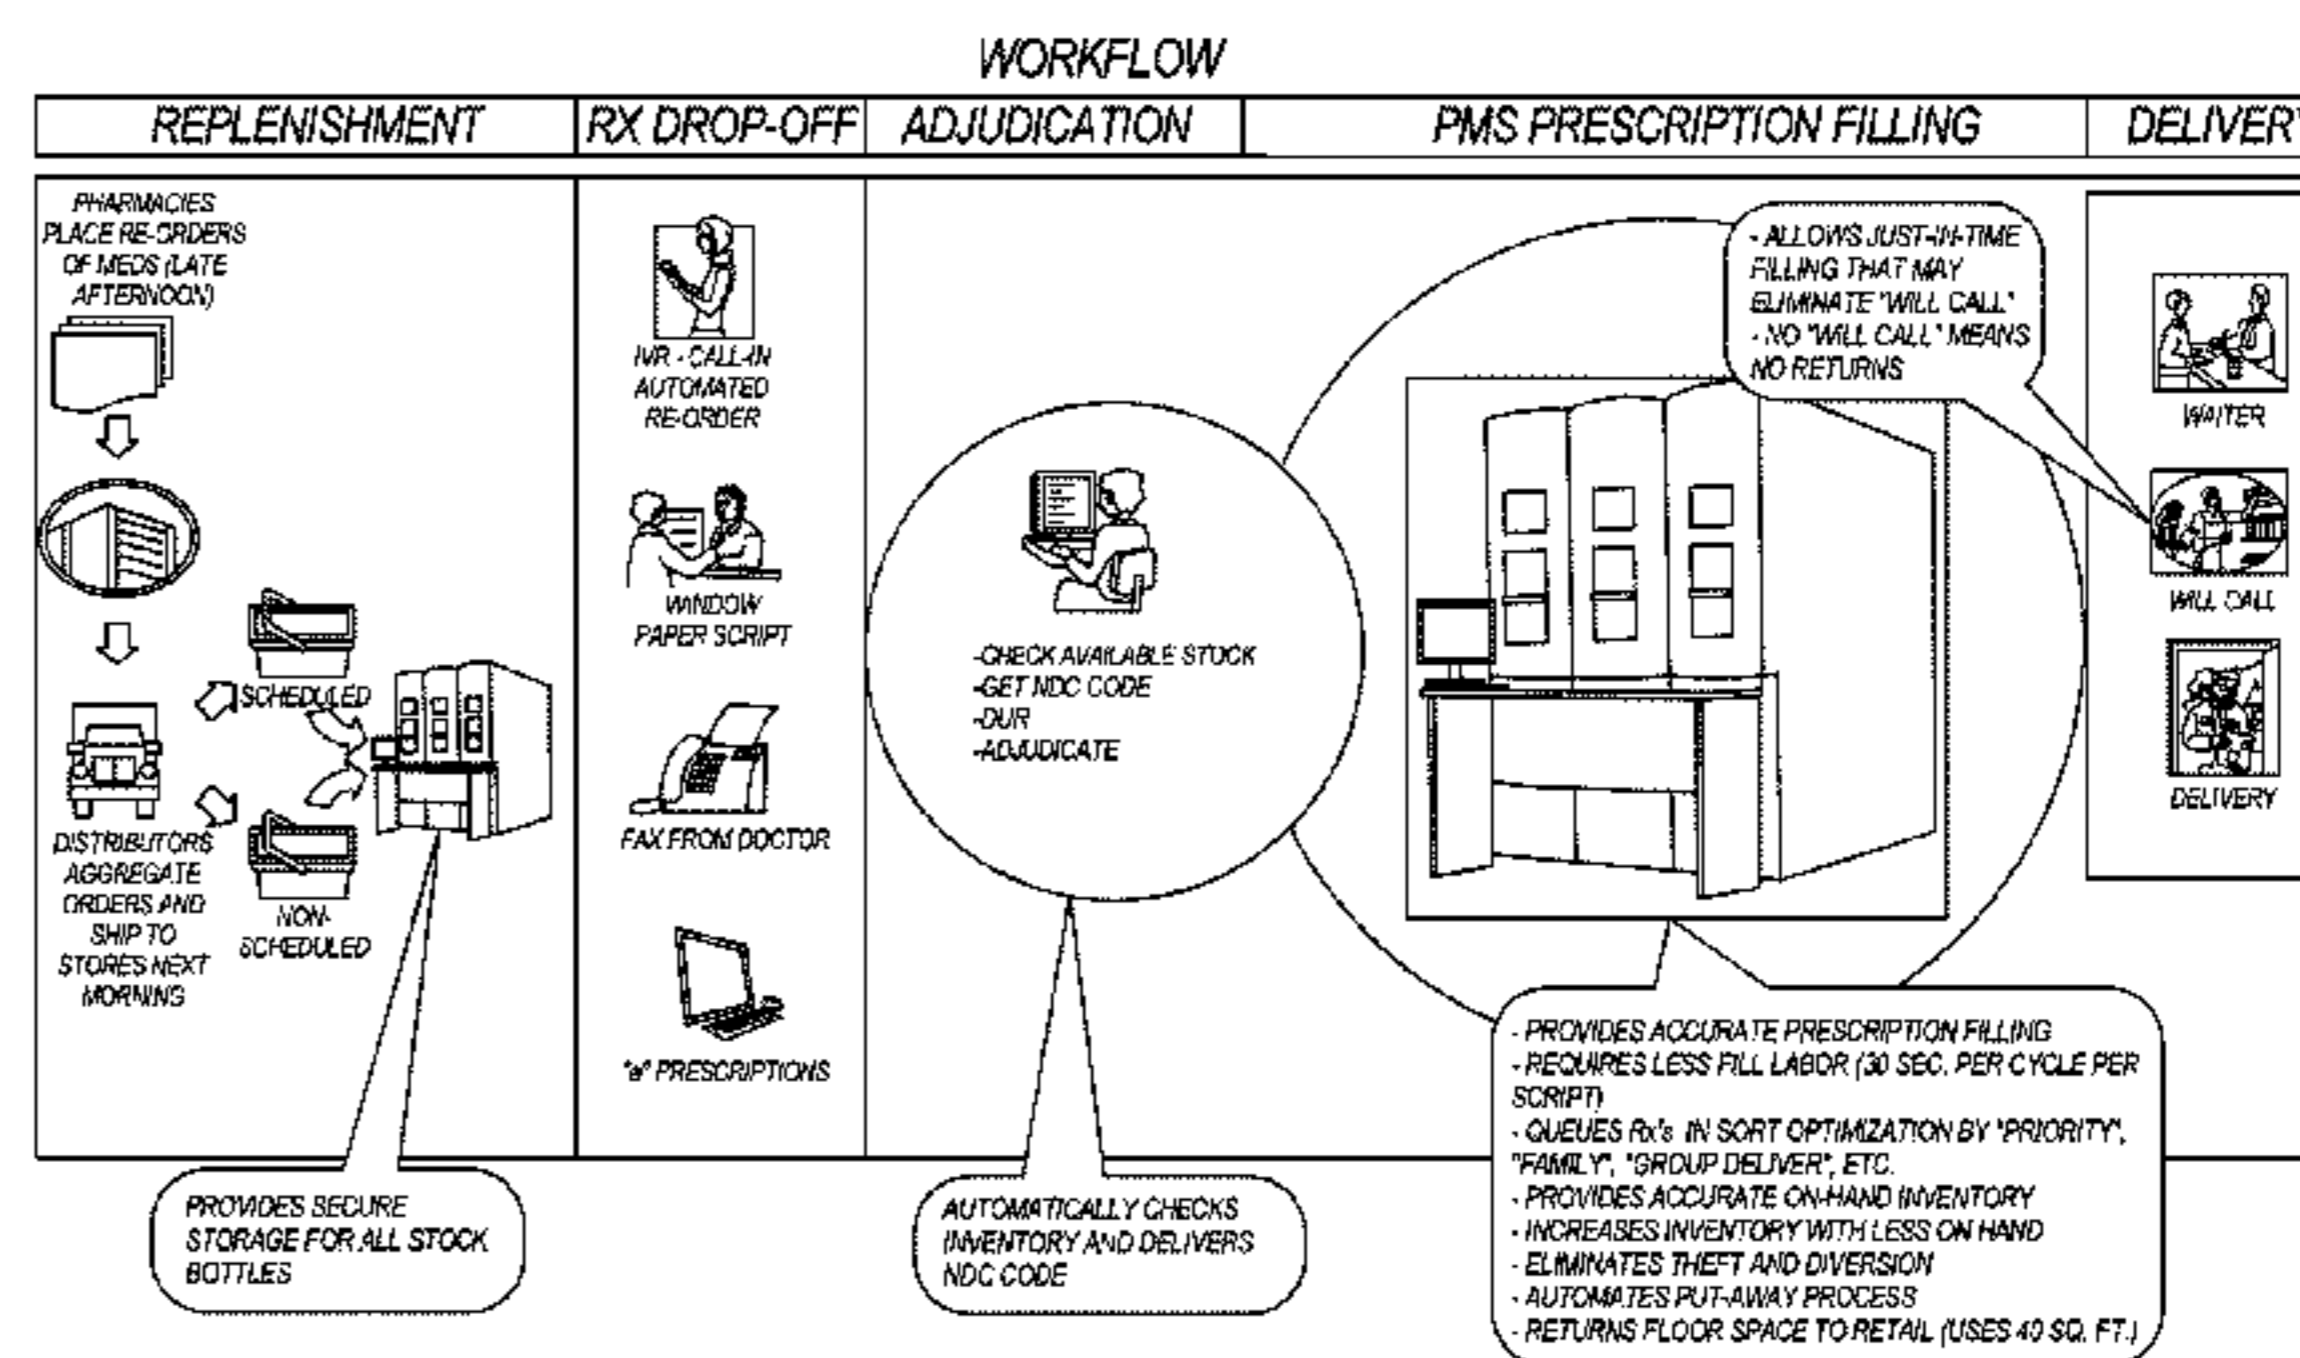 WORKFLOW
REPLENISHMENT
RX DROP-OFF
ADJUDICATION
PMS PRESCRIPTION FILLING
DELIVERY
PHARMACIES
PLACE RE-ORDERS
OF MEDS (LATE
AFTERNOON)
SCHEDULED
DISTRIBUTORS
AGGREGATE
ORDERS AND
SHIP TO
STORES NEXT
MORNING
NON-
SCHEDULED
PROVIDES SECURE
STORAGE FOR ALL STOCK
BOTTLES
IVR - CALL-IN
AUTOMATED
RE-ORDER
WINDOW
PAPER SCRIPT
FAX FROM DOCTOR
"e" PRESCRIPTIONS
-CHECK AVAILABLE STOCK
-GET NDC CODE
-DUR
-ADJUDICATE
AUTOMATICALLY CHECKS
INVENTORY AND DELIVERS
NDC CODE
- ALLOWS JUST-IN-TIME
FILLING THAT MAY
ELIMINATE "WILL CALL"
- NO "WILL CALL" MEANS
NO RETURNS
- PROVIDES ACCURATE PRESCRIPTION FILLING
- REQUIRES LESS FILL LABOR (30 SEC. PER CYCLE PER
SCRIPT)
- QUEUES Rx's IN SORT OPTIMIZATION BY "PRIORITY",
"FAMILY", "GROUP DELIVER", ETC.
- PROVIDES ACCURATE ON-HAND INVENTORY
- INCREASES INVENTORY WITH LESS ON HAND
- ELIMINATES THEFT AND DIVERSION
- AUTOMATES PUT-AWAY PROCESS
- RETURNS FLOOR SPACE TO RETAIL (USES 40 SQ. FT.)
WAITER
WILL CALL
DELIVERY